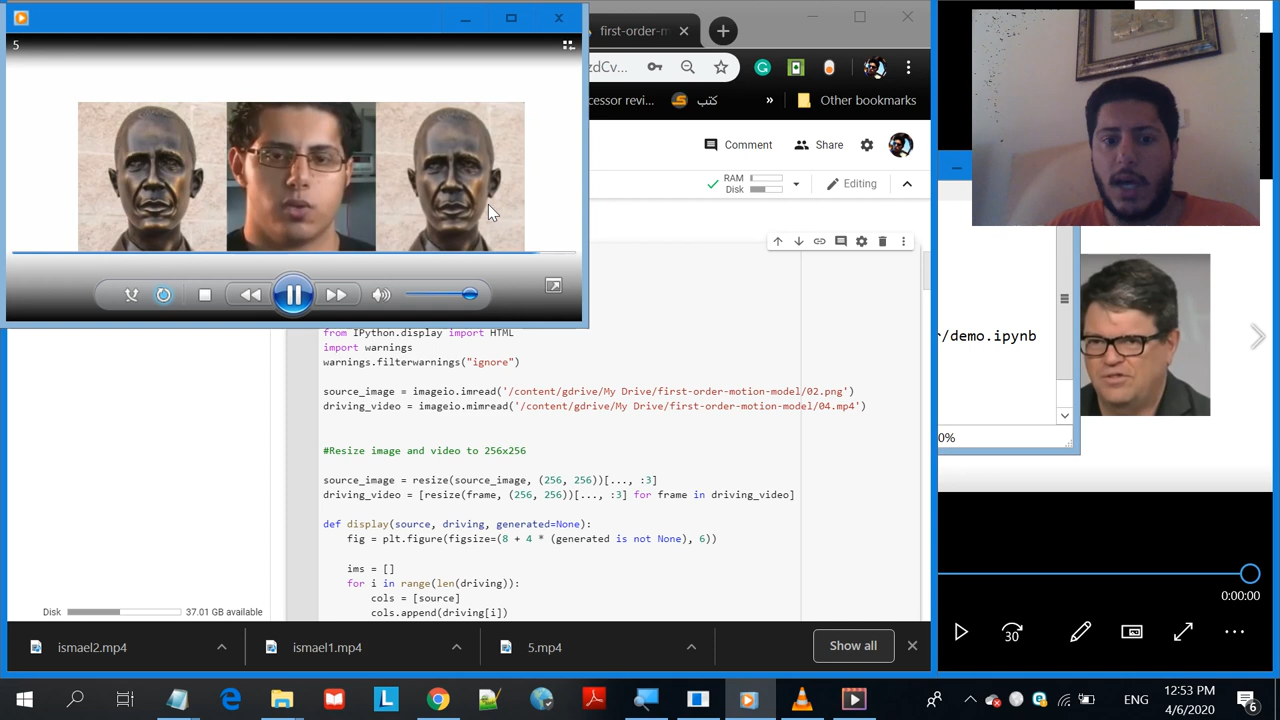 5
first-order-m
zdCv...
cessor revi...
كتب
»
Other bookmarks
Comment
Share
RAM
Disk
Editing
from IPython.display import HTML
import warnings
warnings.filterwarnings("ignore")
source_image = imageio.imread('/content/gdrive/My Drive/first-order-motion-model/02.png')
driving_video = imageio.mimread('/content/gdrive/My Drive/first-order-motion-model/04.mp4')
#Resize image and video to 256x256
source_image = resize(source_image, (256, 256))[..., :3]
driving_video = [resize(frame, (256, 256))[..., :3] for frame in driving_video]
def display(source, driving, generated=None):
fig = plt.figure(figsize=(8 + 4 * (generated is not None), 6))
ims = []
for i in range(len(driving)):
cols = [source]
cols.append(driving[i])
Disk
37.01 GB available
r/demo.ipynb
0%
0:00:00
30
ismael2.mp4
ismael1.mp4
5.mp4
Show all
ENG
12:53 PM
4/6/2020
6